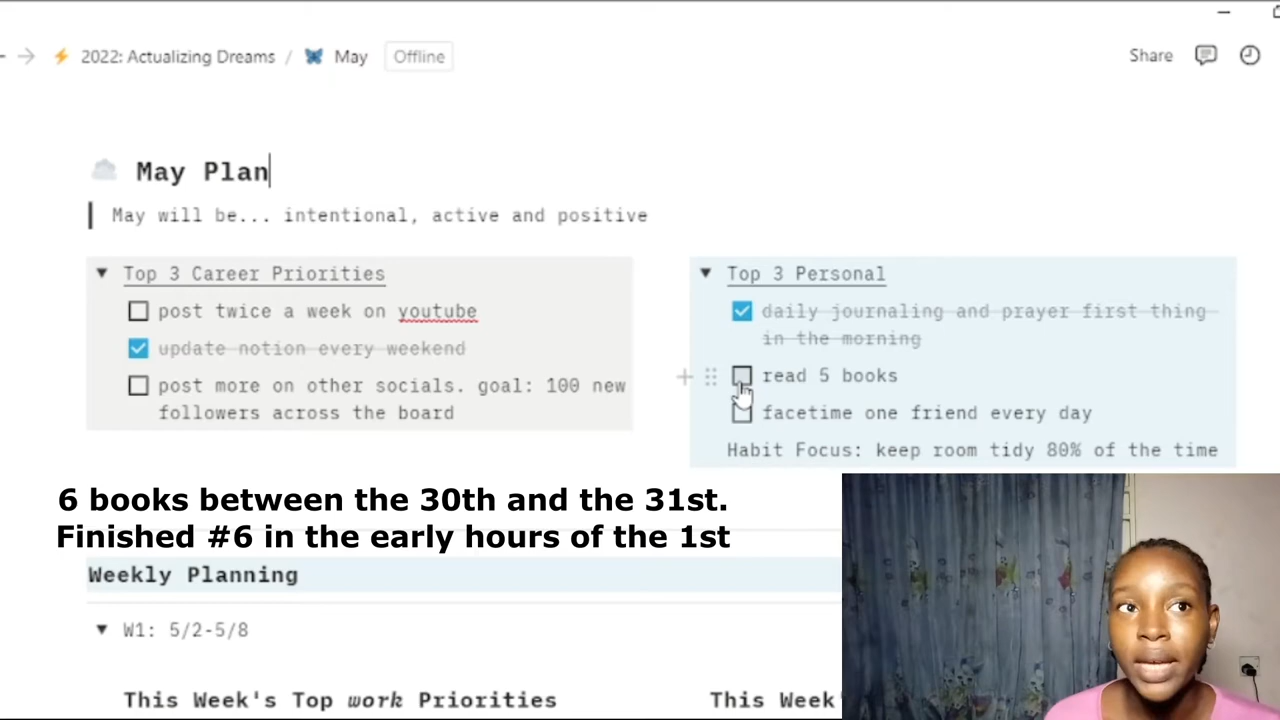 2022: Actualizing Dreams / May Offline
Share
May Plan
May will be... intentional, active and positive
Top 3 Career Priorities
post twice a week on youtube
update notion every weekend
post more on other socials. goal: 100 new
followers across the board
Top 3 Personal
daily journaling and prayer first thing
in the morning
read 5 books
facetime one friend every day
Habit Focus: keep room tidy 80% of the time
6 books between the 30th and the 31st.
Finished #6 in the early hours of the 1st
Weekly Planning
W1: 5/2-5/8
This Week's Top work Priorities
This Week'